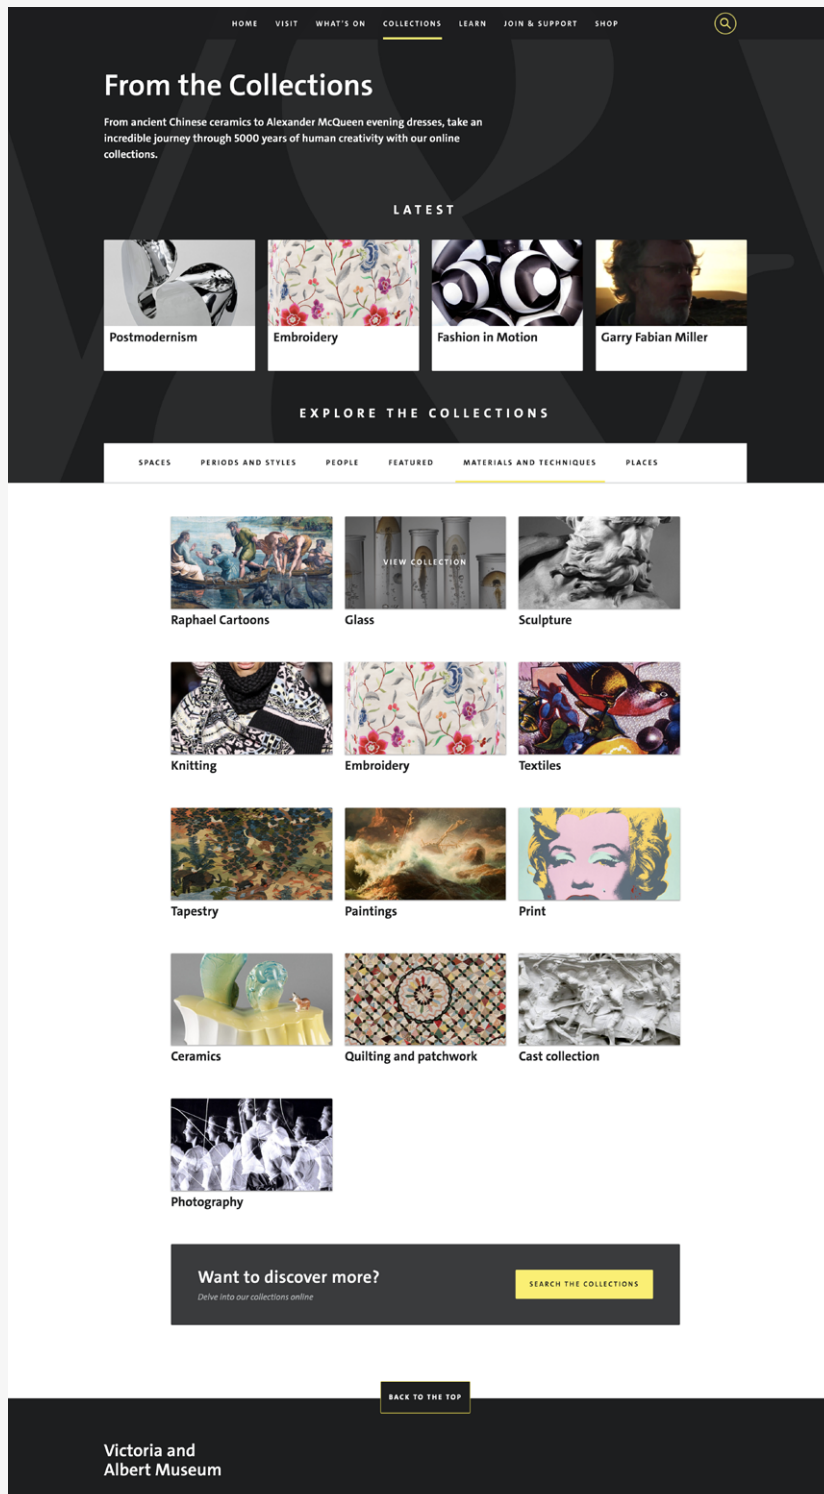 HOME VISIT WHAT'S ON COLLECTIONS LEARN JOIN & SUPPORT SHOP
From the Collections
From ancient Chinese ceramics to Alexander McQueen evening dresses, take an
incredible journey through 5000 years of human creativity with our online
collections.
LATEST
Postmodernism Embroidery Fashion in Motion Garry Fabian Miller
EXPLORE THE COLLECTIONS
SPACES PERIODS AND STYLES PEOPLE FEATURED MATERIALS AND TECHNIQUES PLACES
VIEW COLLECTION
Raphael Cartoons Glass Sculpture
Knitting Embroidery Textiles
Tapestry Paintings Print
Ceramics Quilting and patchwork Cast collection
Photography
Want to discover more?
Delve into our collections online
SEARCH THE COLLECTIONS
BACK TO THE TOP
Victoria and
Albert Museum